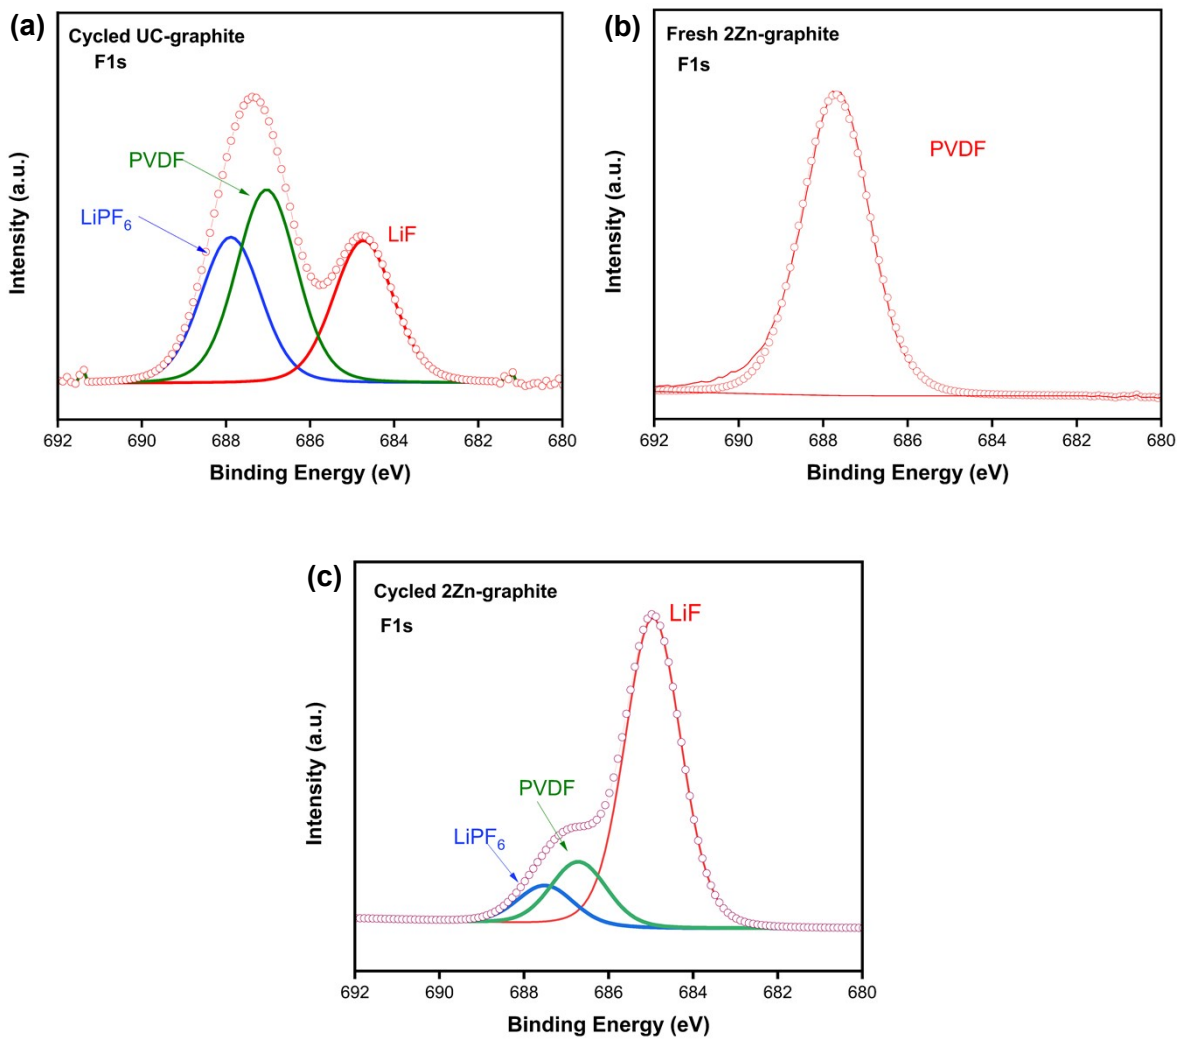 (a)
Cycled UC-graphite
F1s
PVDF
LiPF₆
LiF
Intensity (a.u.)
692 690 688 686 684 682 680
Binding Energy (eV)
(b)
Fresh 2Zn-graphite
F1s
PVDF
Intensity (a.u.)
692 690 688 686 684 682 680
Binding Energy (eV)
(c)
Cycled 2Zn-graphite
F1s
LiF
PVDF
LiPF₆
Intensity (a.u.)
692 690 688 686 684 682 680
Binding Energy (eV)